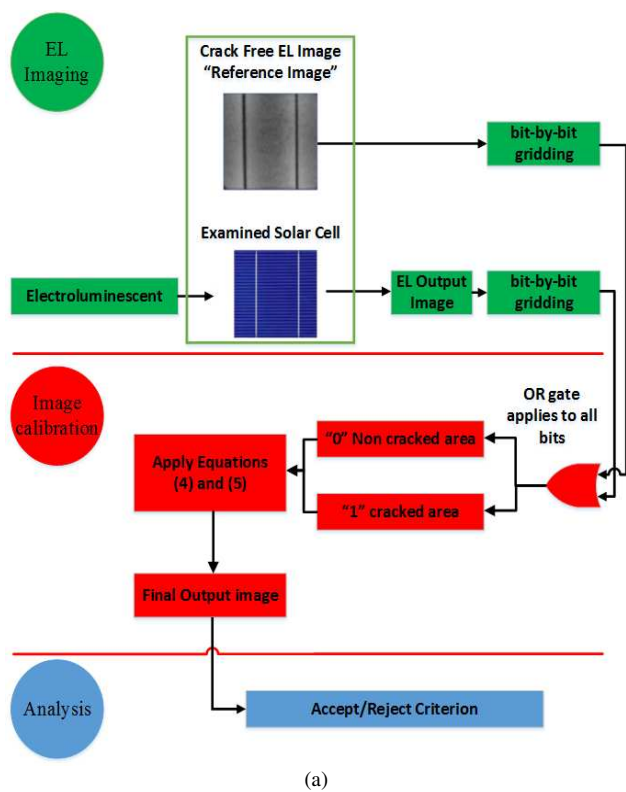 EL
Imaging
Crack Free EL Image
“Reference Image”
bit-by-bit
gridding
Examined Solar Cell
Electroluminescent
EL Output
Image
bit-by-bit
gridding
Image
calibration
OR gate
applies to all
bits
“0” Non cracked area
Apply Equations
(4) and (5)
“1” cracked area
Final Output image
Analysis
Accept/Reject Criterion
(a)